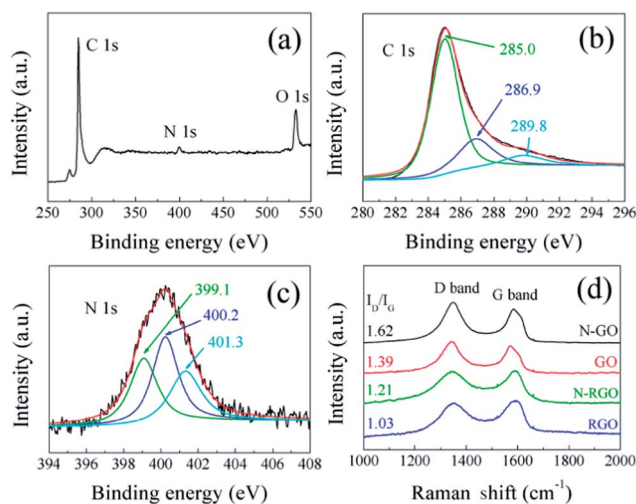 (a)
C 1s
N 1s
O 1s
Intensity (a.u.)
250 300 350 400 450 500 550
Binding energy (eV)
(b)
C 1s
285.0
286.9
289.8
Intensity (a.u.)
280 282 284 286 288 290 292 294 296
Binding energy (eV)
(c)
N 1s
399.1
400.2
401.3
Intensity (a.u.)
394 396 398 400 402 404 406 408
Binding energy (eV)
(d)
I_D/I_G
D band
G band
1.62 N-GO
1.39 GO
1.21 N-RGO
1.03 RGO
Intensity (a.u.)
1000 1200 1400 1600 1800 2000
Raman shift (cm⁻¹)